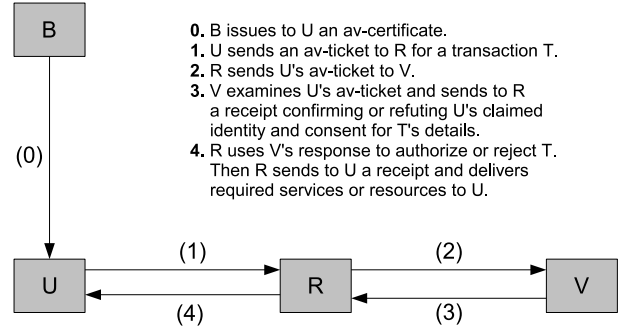 B
0. B issues to U an av-certificate.
1. U sends an av-ticket to R for a transaction T.
2. R sends U's av-ticket to V.
3. V examines U's av-ticket and sends to R
a receipt confirming or refuting U's claimed
identity and consent for T's details.
4. R uses V's response to authorize or reject T.
Then R sends to U a receipt and delivers
required services or resources to U.
(0)
(1)
(2)
U
R
V
(4)
(3)